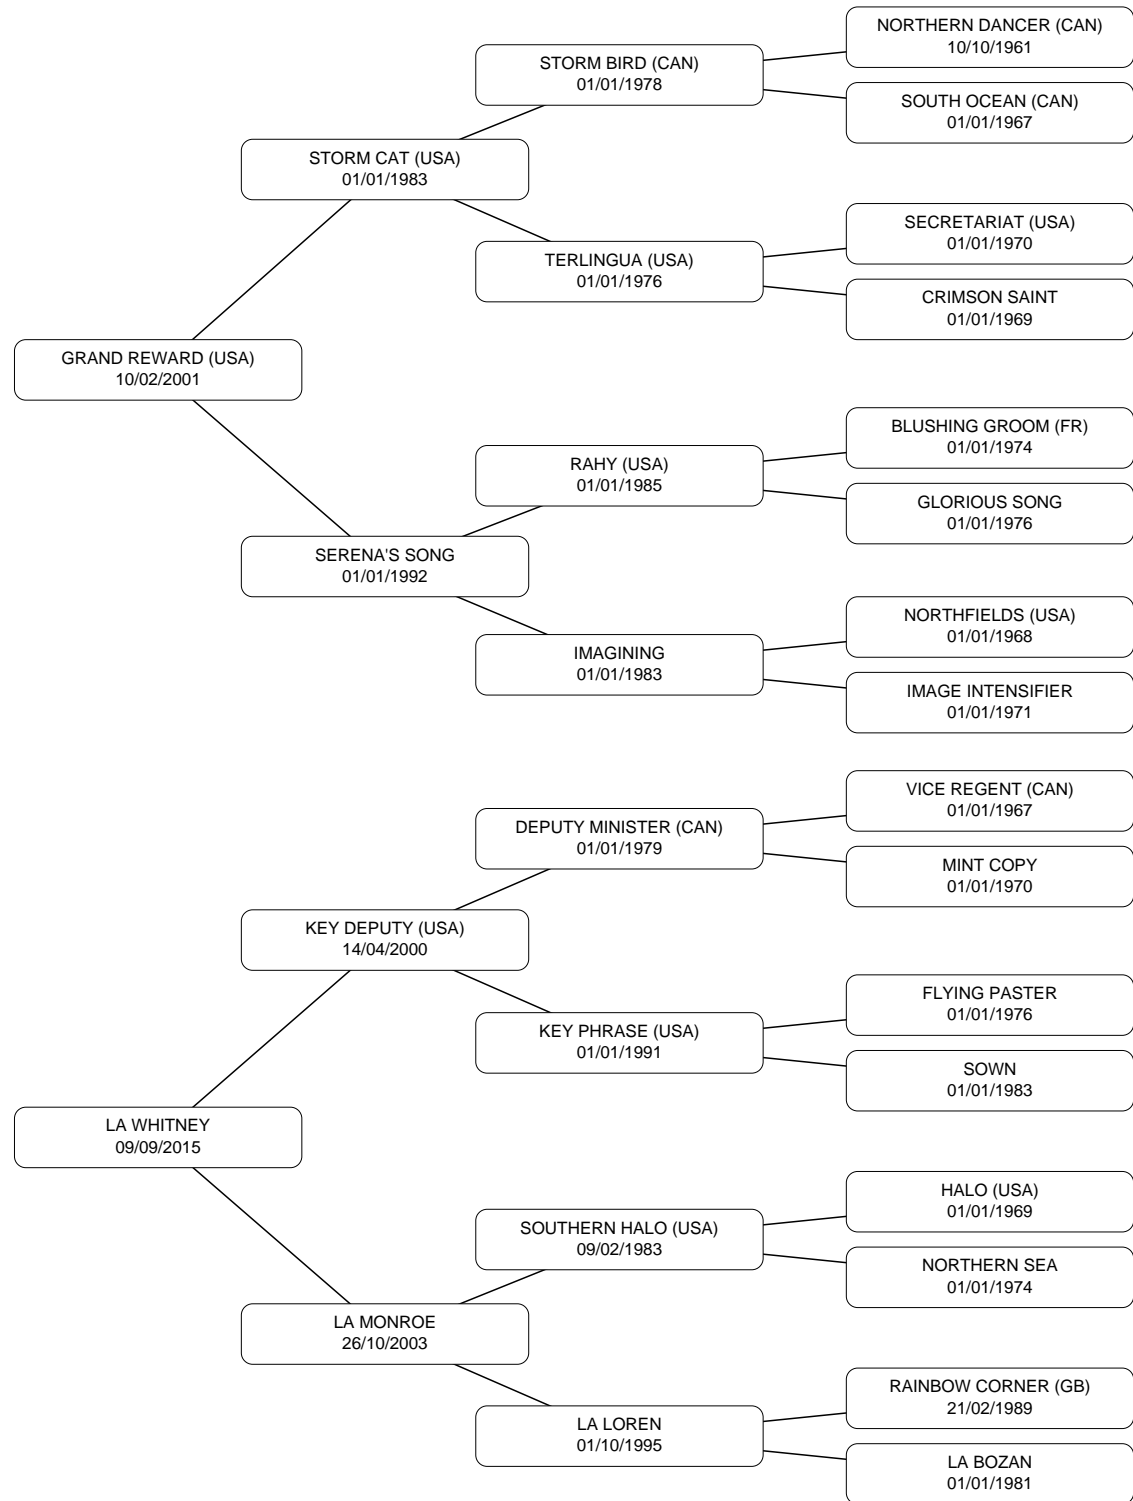 NORTHERN DANCER (CAN)
10/10/1961
STORM BIRD (CAN)
01/01/1978
SOUTH OCEAN (CAN)
01/01/1967
STORM CAT (USA)
01/01/1983
SECRETARIAT (USA)
01/01/1970
TERLINGUA (USA)
01/01/1976
CRIMSON SAINT
01/01/1969
GRAND REWARD (USA)
10/02/2001
BLUSHING GROOM (FR)
01/01/1974
RAHY (USA)
01/01/1985
GLORIOUS SONG
01/01/1976
SERENA'S SONG
01/01/1992
NORTHFIELDS (USA)
01/01/1968
IMAGINING
01/01/1983
IMAGE INTENSIFIER
01/01/1971
VICE REGENT (CAN)
01/01/1967
DEPUTY MINISTER (CAN)
01/01/1979
MINT COPY
01/01/1970
KEY DEPUTY (USA)
14/04/2000
FLYING PASTER
01/01/1976
KEY PHRASE (USA)
01/01/1991
SOWN
01/01/1983
LA WHITNEY
09/09/2015
HALO (USA)
01/01/1969
SOUTHERN HALO (USA)
09/02/1983
NORTHERN SEA
01/01/1974
LA MONROE
26/10/2003
RAINBOW CORNER (GB)
21/02/1989
LA LOREN
01/10/1995
LA BOZAN
01/01/1981